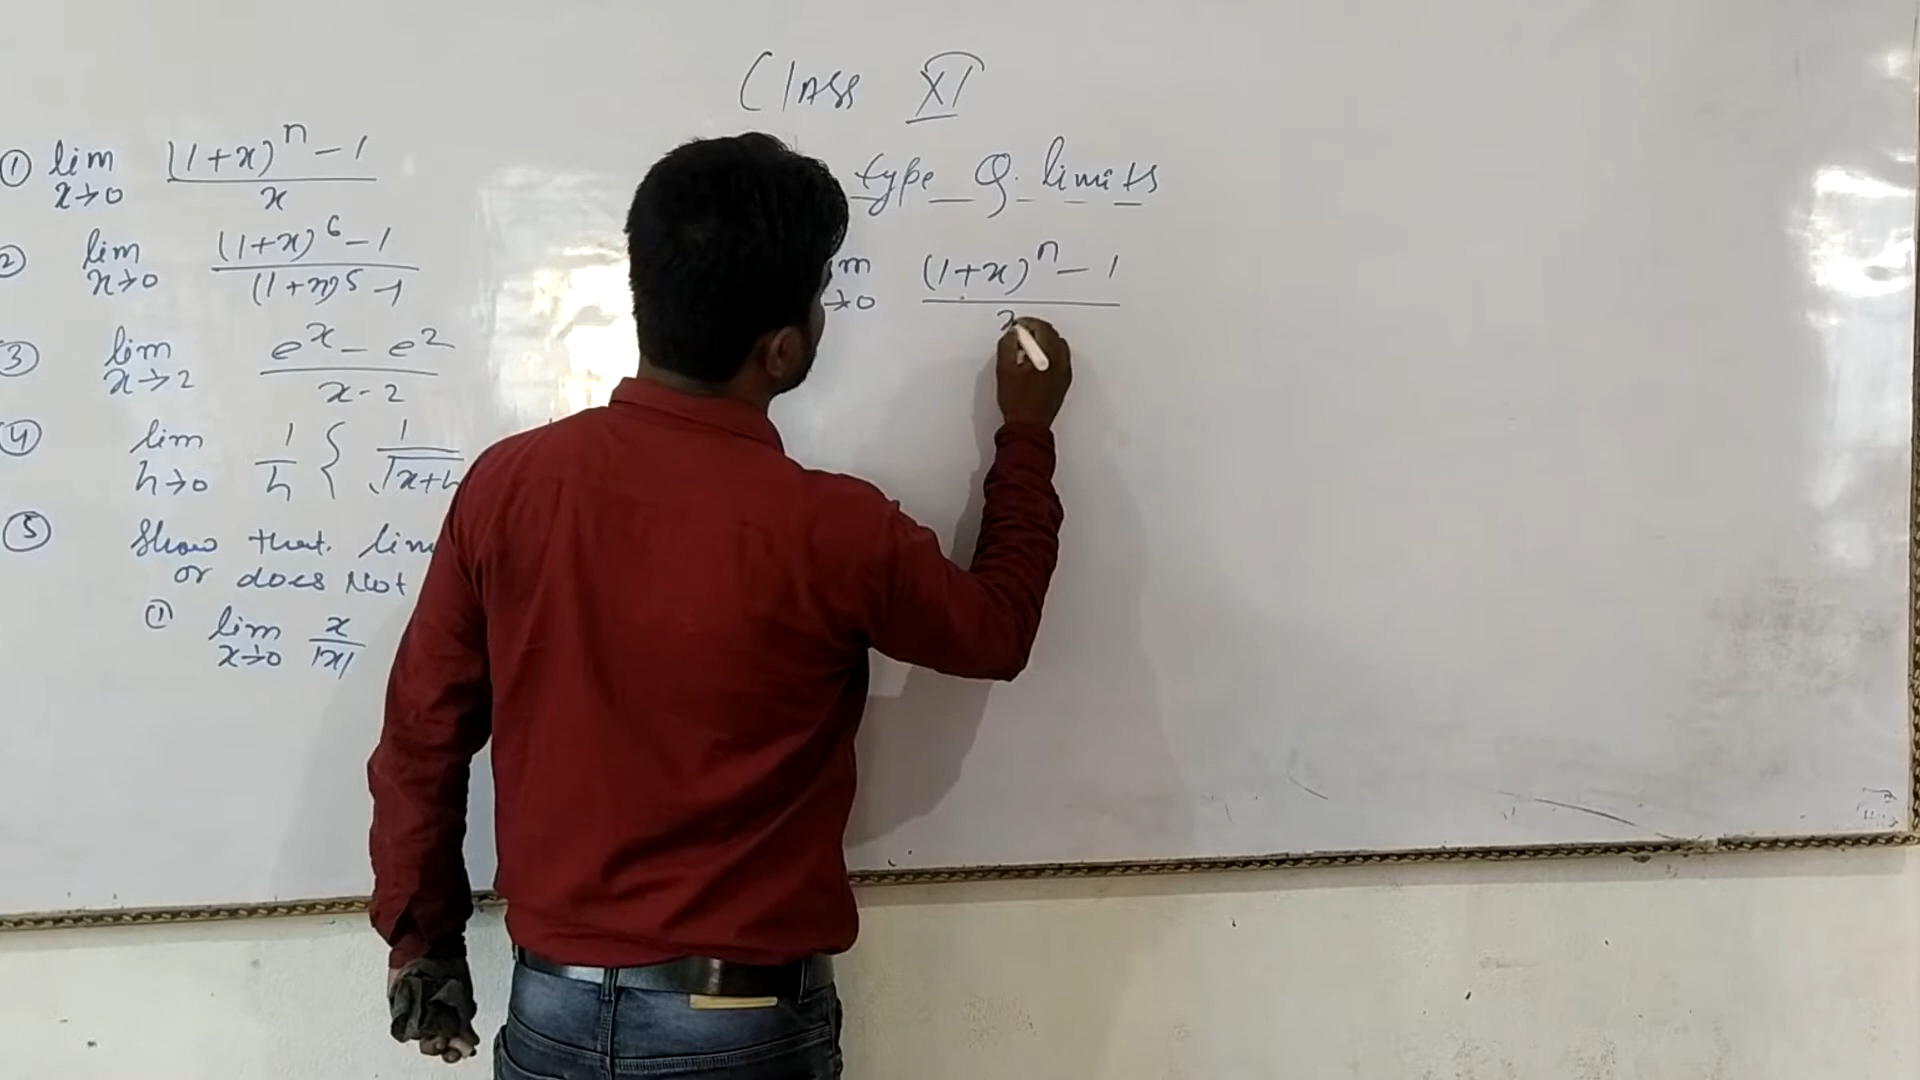 Class XI
type Q. limits
① lim x→0 (1+x)^n - 1 / x
② lim x→0 (1+x)^6 - 1 / (1+x)^5 - 1
③ lim x→2 e^x - e^2 / x - 2
④ lim h→0 1/h { 1/√x+h
⑤ Show that. lim
or does Not
① lim x→0 x/|x|
m →0 (1+x)^n - 1 / x